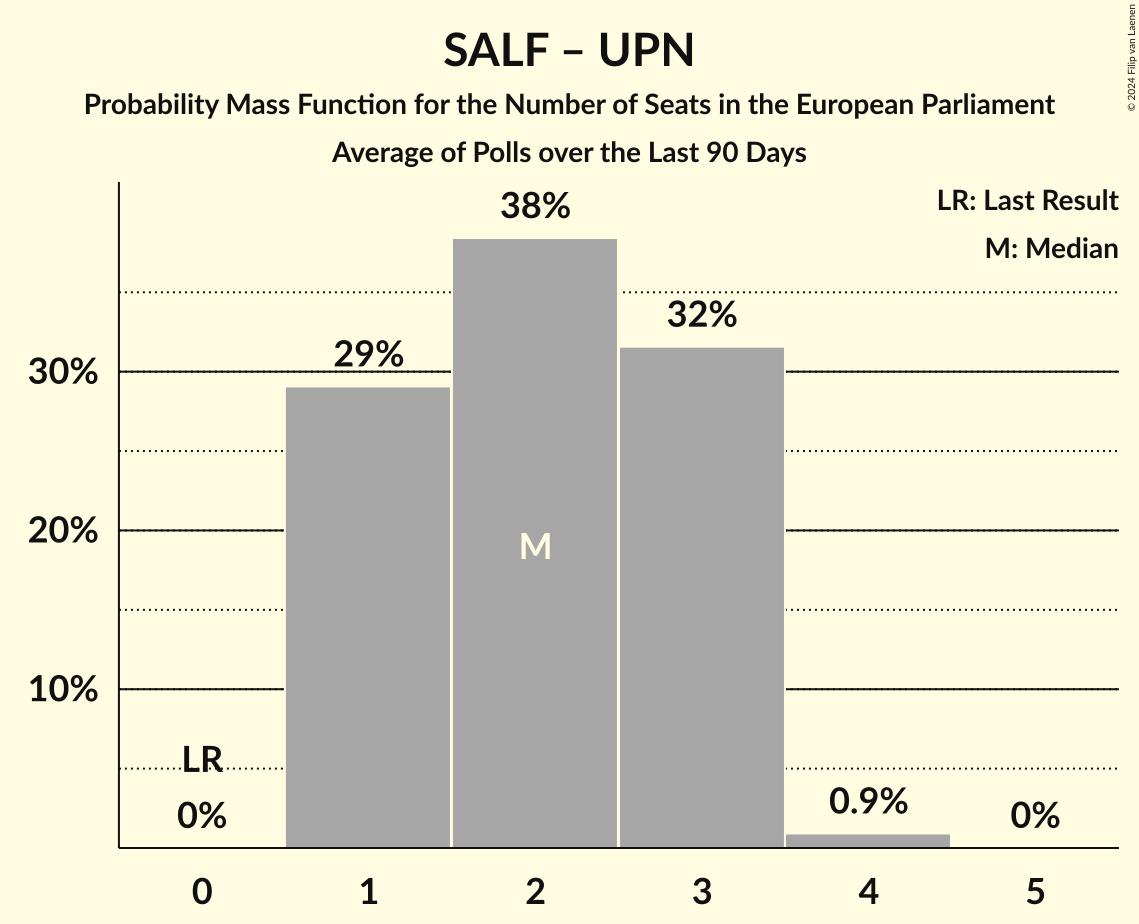 SALF – UPN
Probability Mass Function for the Number of Seats in the European Parliament
Average of Polls over the Last 90 Days
© 2024 Filip van Laenen
LR: Last Result
M: Median
38%
32%
29%
30%
20%
M
10%
LR
0%
0.9%
0%
0 1 2 3 4 5